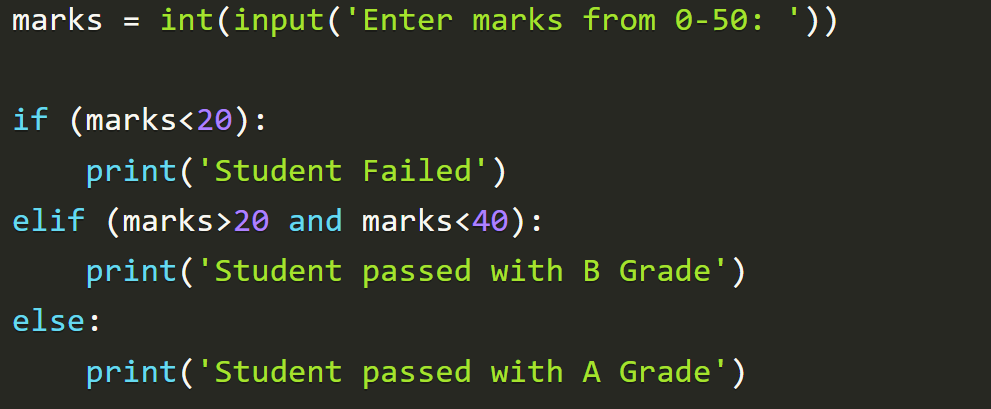 marks = int(input('Enter marks from 0-50: '))
if (marks<20):
    print('Student Failed')
elif (marks>20 and marks<40):
    print('Student passed with B Grade')
else:
    print('Student passed with A Grade')